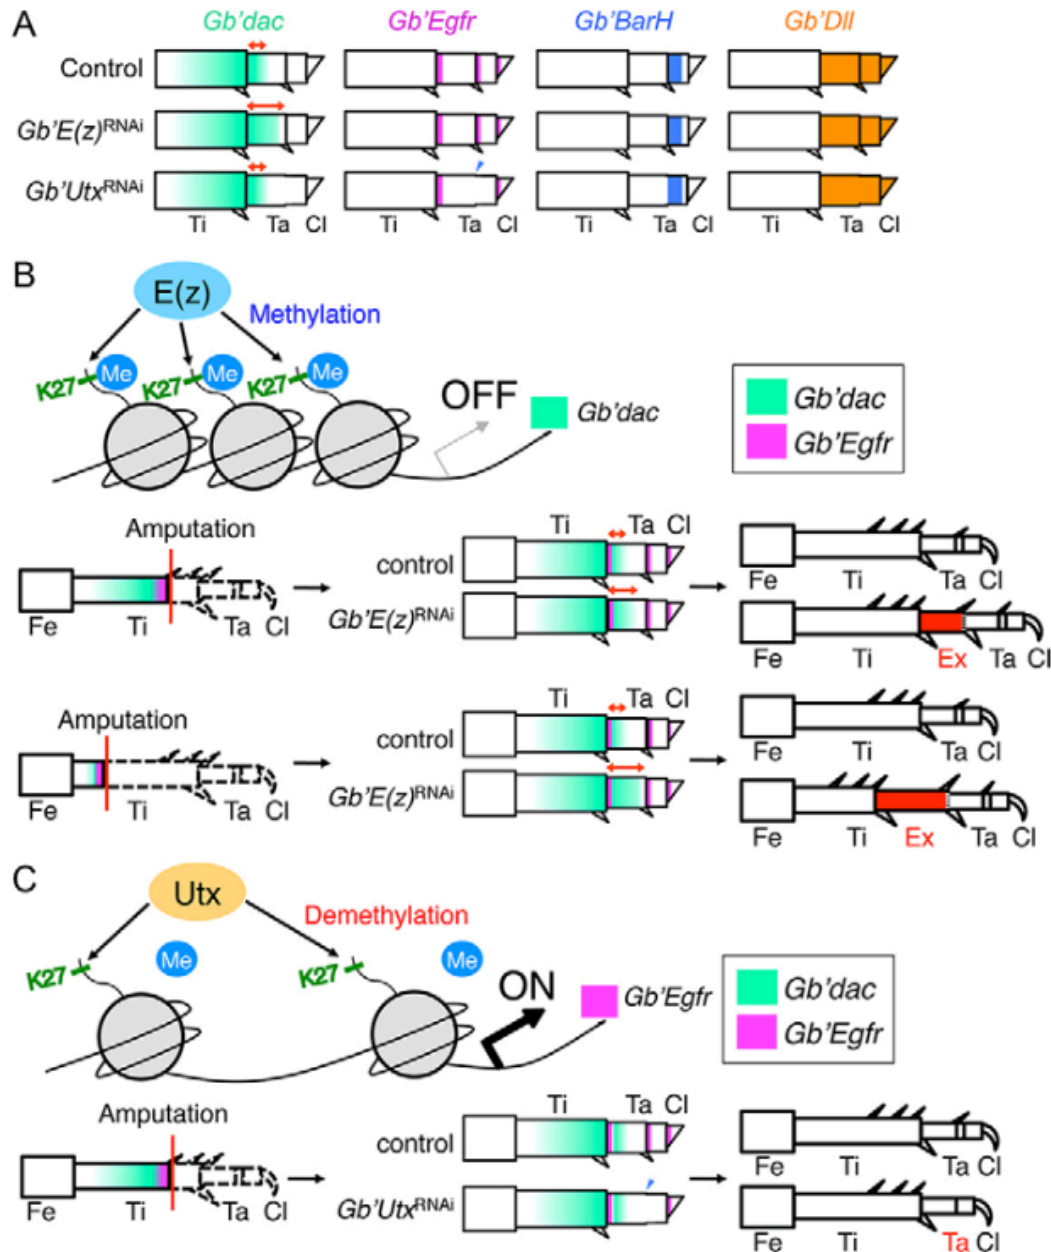 A
Gb'dac Gb'Egfr Gb'BarH Gb'Dll
Control
Gb'E(z)RNAi
Gb'UtxRNAi
Ti Ta Cl Ti Ta Cl Ti Ta Cl Ti Ta Cl
B
E(z)
Methylation
K27 Me K27 Me K27 Me
OFF
Gb'dac
Gb'dac
Gb'Egfr
Amputation
Fe Ti Ta Cl
Ti Ta Cl
control
Gb'E(z)RNAi
Fe Ti Ta Cl
Fe Ti Ex Ta Cl
Amputation
Fe Ti Ta Cl
Ti Ta Cl
control
Gb'E(z)RNAi
Fe Ti Ta Cl
Fe Ti Ex Ta Cl
C
Utx
Demethylation
K27 Me K27 Me
ON
Gb'Egfr
Gb'dac
Gb'Egfr
Amputation
Fe Ti Ta Cl
Ti Ta Cl
control
Gb'UtxRNAi
Fe Ti Ta Cl
Fe Ti Ta Cl